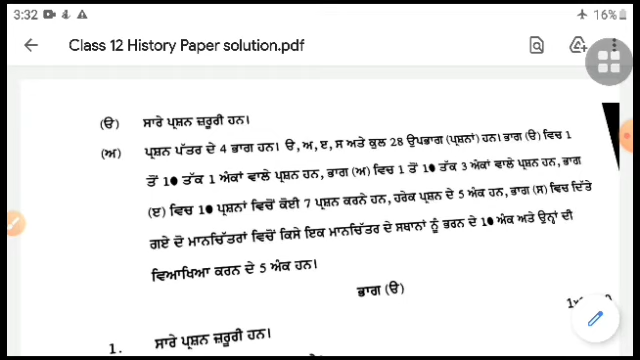 3:32 4 16%
Class 12 History Paper solution.pdf
(ੳ) ਸਾਰੇ ਪ੍ਰਸ਼ਨ ਜ਼ਰੂਰੀ ਹਨ।
(ਅ) ਪ੍ਰਸ਼ਨ ਪੱਤਰ ਦੇ 4 ਭਾਗ ਹਨ। ੳ, ਅ, ੲ, ਸ ਅਤੇ ਕੁਲ 28 ਉਪਭਾਗ (ਪ੍ਰਸ਼ਨਾਂ) ਹਨ। ਭਾਗ (ੳ) ਵਿਚ 1
ਤੋਂ 10 ਤੱਕ 1 ਅੰਕਾਂ ਵਾਲੇ ਪ੍ਰਸ਼ਨ ਹਨ, ਭਾਗ (ਅ) ਵਿਚ 1 ਤੋਂ 10 ਤੱਕ 3 ਅੰਕਾਂ ਵਾਲੇ ਪ੍ਰਸ਼ਨ ਹਨ, ਭਾਗ
(ੲ) ਵਿਚ 10 ਪ੍ਰਸ਼ਨਾਂ ਵਿਚੋਂ ਕੋਈ 7 ਪ੍ਰਸ਼ਨ ਕਰਨੇ ਹਨ, ਹਰੇਕ ਪ੍ਰਸ਼ਨ ਦੇ 5 ਅੰਕ ਹਨ, ਭਾਗ (ਸ) ਵਿਚ ਦਿੱਤੇ
ਗਏ ਦੋ ਮਾਨਚਿੱਤਰਾਂ ਵਿਚੋਂ ਕਿਸੇ ਇਕ ਮਾਨਚਿੱਤਰ ਦੇ ਸਥਾਨਾਂ ਨੂੰ ਭਰਨ ਦੇ 10 ਅੰਕ ਅਤੇ ਉਨ੍ਹਾਂ ਦੀ
ਵਿਆਖਿਆ ਕਰਨ ਦੇ 5 ਅੰਕ ਹਨ।
ਭਾਗ (ੳ)
1. ਸਾਰੇ ਪ੍ਰਸ਼ਨ ਜ਼ਰੂਰੀ ਹਨ।